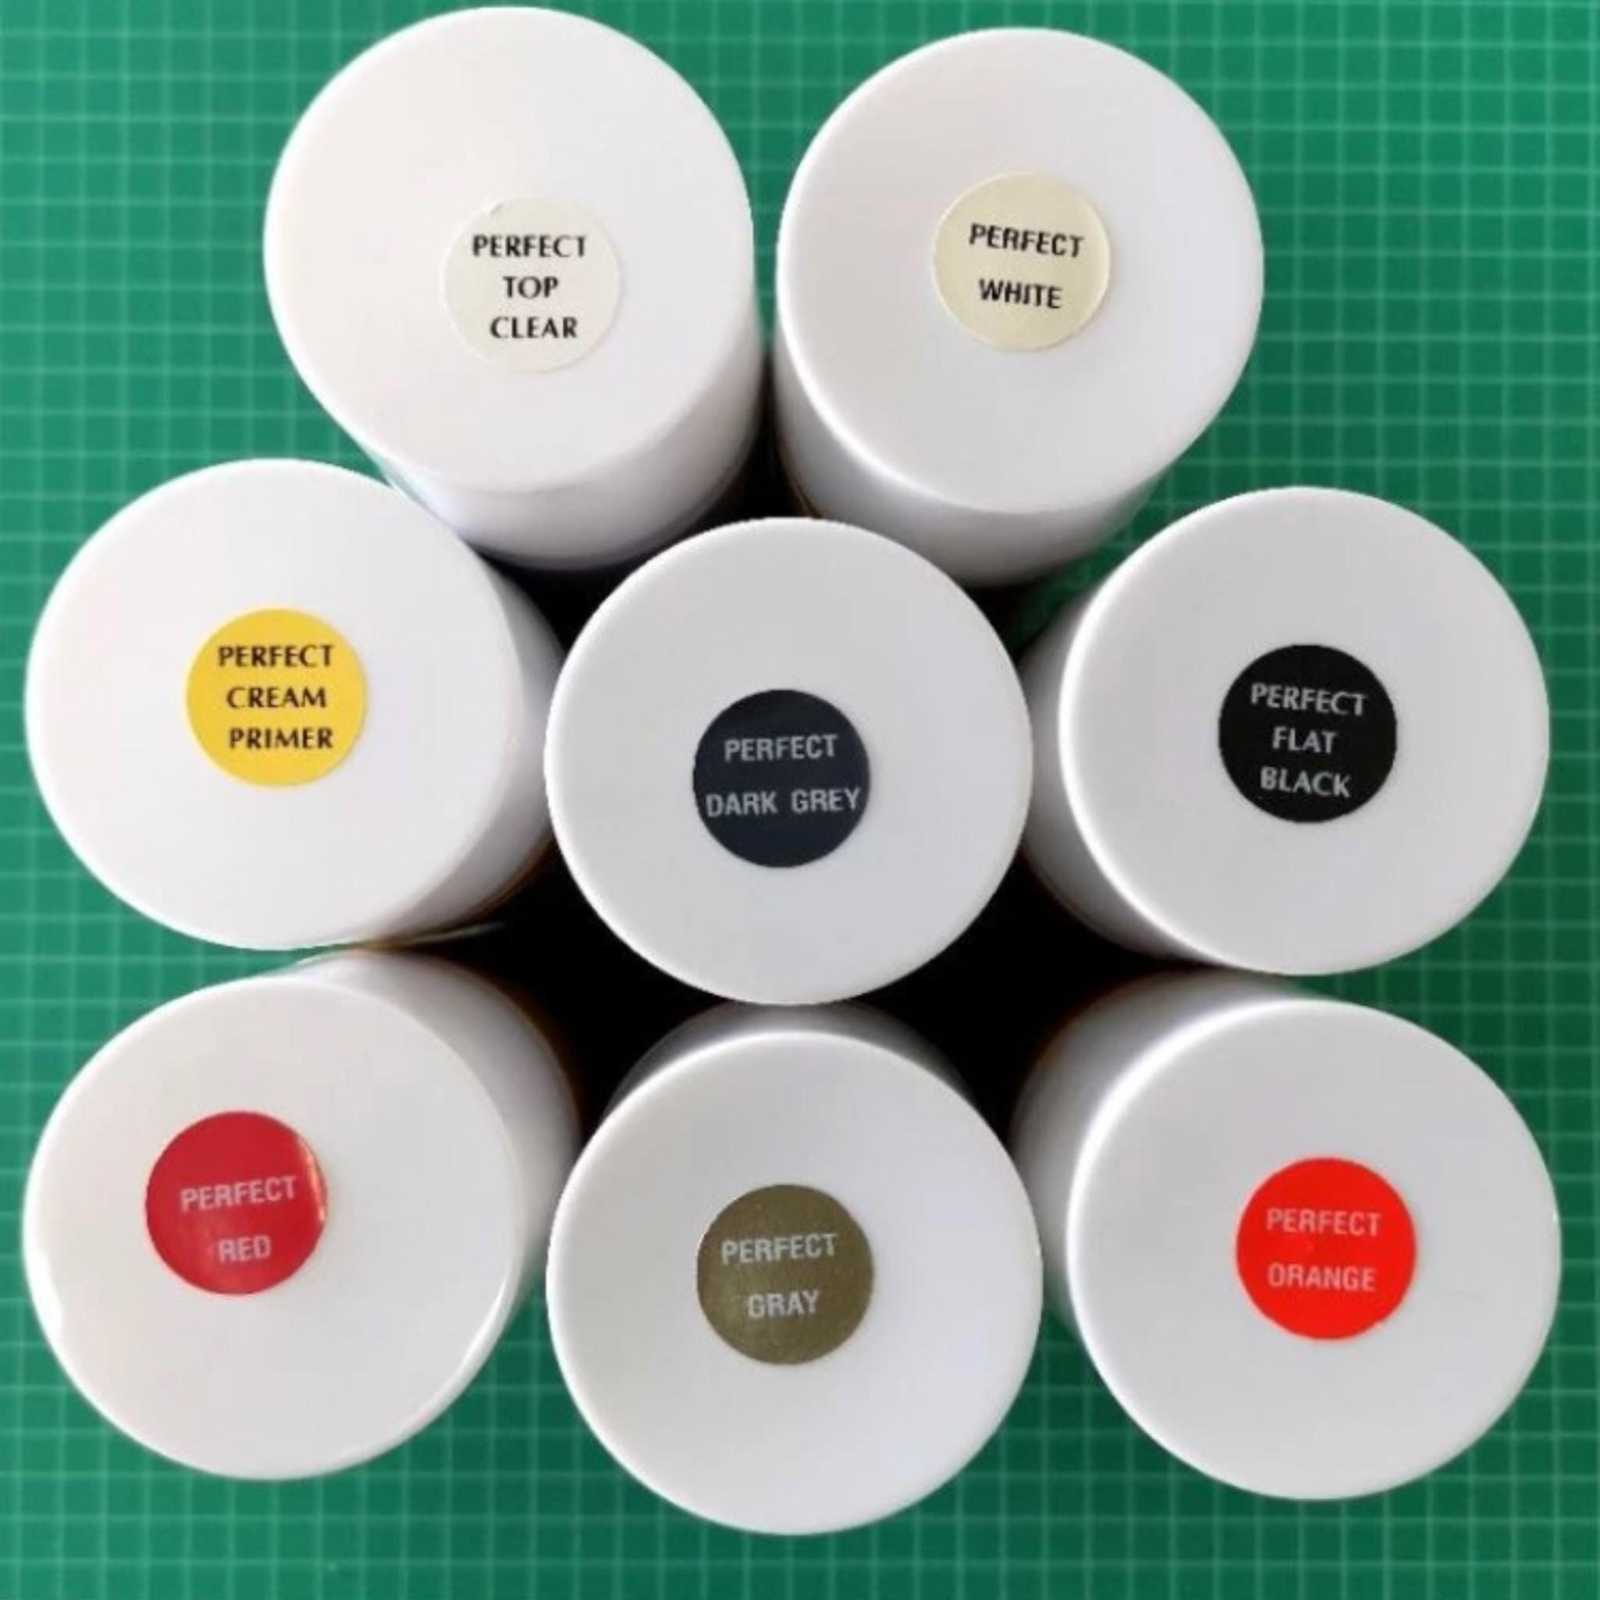 PERFECT
TOP
CLEAR
PERFECT
WHITE
PERFECT
CREAM
PRIMER
PERFECT
DARK GREY
PERFECT
FLAT
BLACK
PERFECT
RED
PERFECT
GRAY
PERFECT
ORANGE